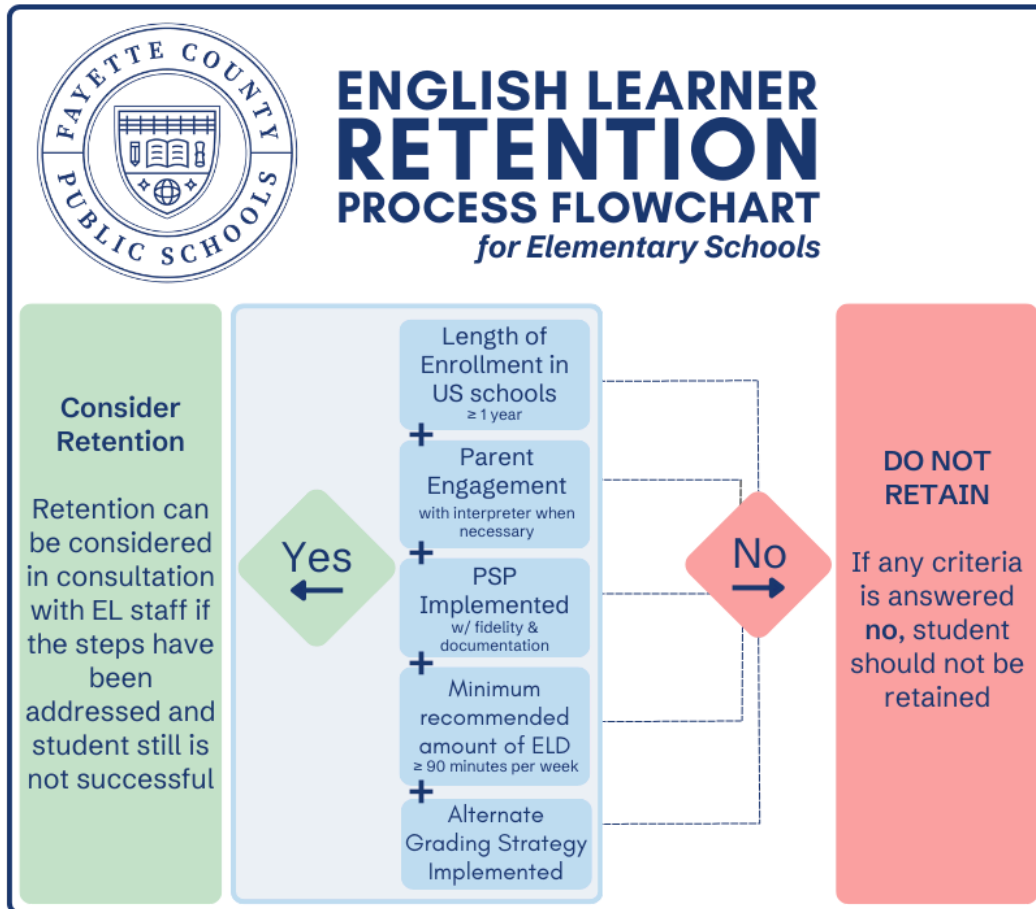 FAYETTE COUNTY
PUBLIC SCHOOLS
ENGLISH LEARNER
RETENTION
PROCESS FLOWCHART
for Elementary Schools
Consider
Retention
Retention can
be considered
in consultation
with EL staff if
the steps have
been
addressed and
student still is
not successful
Yes
Length of
Enrollment in
US schools
≥ 1 year
+
Parent
Engagement
with interpreter when
necessary
+
PSP
Implemented
w/ fidelity &
documentation
+
Minimum
recommended
amount of ELD
≥ 90 minutes per week
+
Alternate
Grading Strategy
Implemented
No
DO NOT
RETAIN
If any criteria
is answered
no, student
should not be
retained